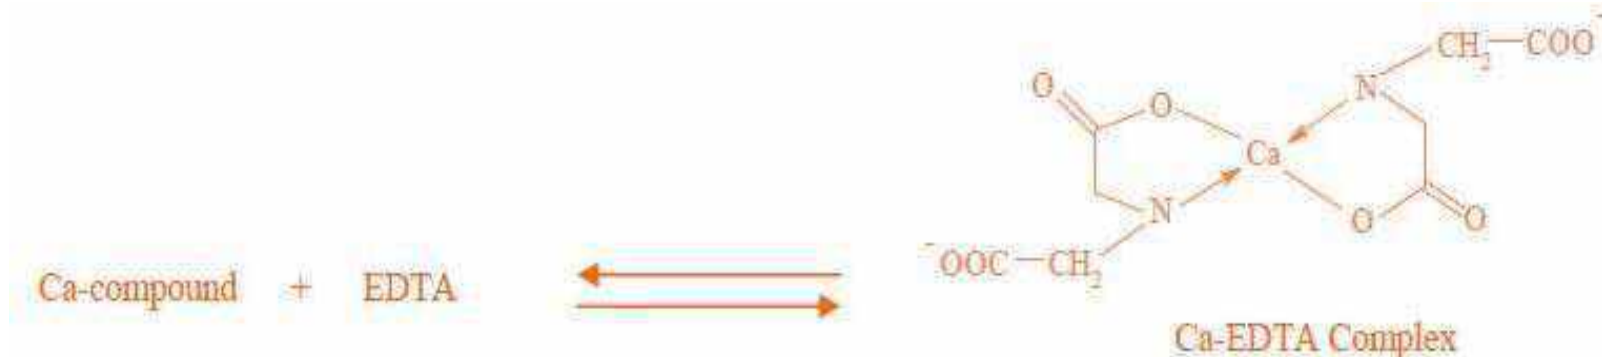 CH2—COO-
O
O
N
Ca
N
O
O
-OOC—CH2
Ca-compound + EDTA
Ca-EDTA Complex